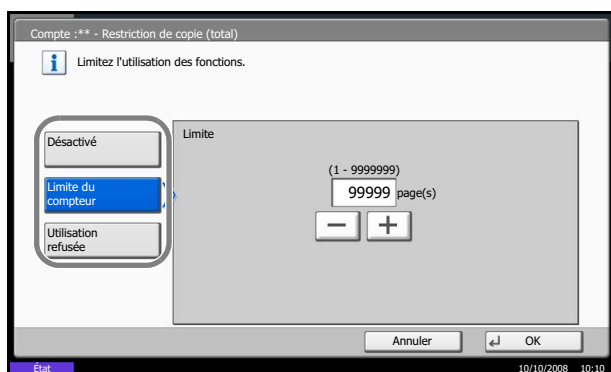 Compte :** - Restriction de copie (total)
Limitez l'utilisation des fonctions.
Désactivé
Limite du
compteur
Utilisation
refusée
Limite
(1 - 9999999)
99999 page(s)
Annuler
OK
État
10/10/2008 10:10